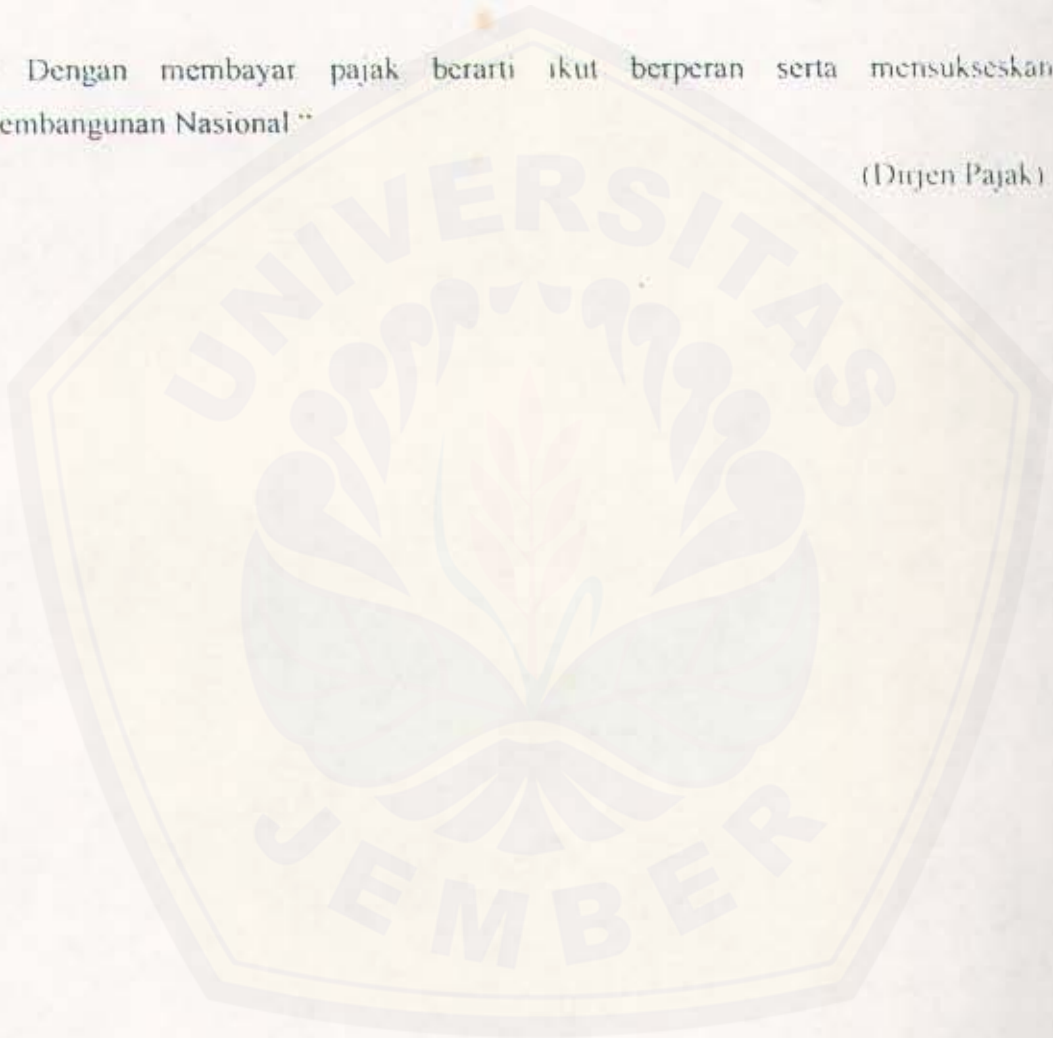 Dengan membayar pajak berarti ikut berperan serta mensukseskan
embangunan Nasional "
(Dirjen Pajak)
UNIVERSITAS
JEMBER